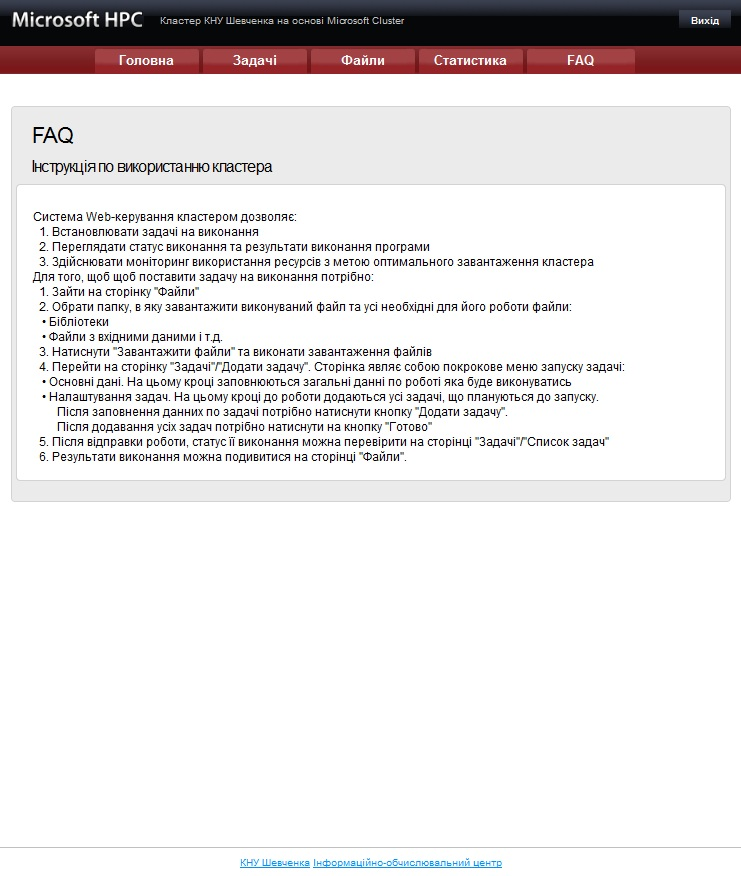 Microsoft HPC Кластер КНУ Шевченка на основі Microsoft Cluster Вихід
Головна Задачі Файли Статистика FAQ
FAQ
Інструкція по використанню кластера
Система Web-керування кластером дозволяє:
1. Встановлювати задачі на виконання
2. Переглядати статус виконання та результати виконання програми
3. Здійснювати моніторинг використання ресурсів з метою оптимального завантаження кластера
Для того, щоб щоб поставити задачу на виконання потрібно:
1. Зайти на сторінку "Файли"
2. Обрати папку, в яку завантажити виконуваний файл та усі необхідні для його роботи файли:
• Бібліотеки
• Файли з вхідними даними і т.д.
3. Натиснути "Завантажити файли" та виконати завантаження файлів
4. Перейти на сторінку "Задачі"/"Додати задачу". Сторінка являє собою покрокове меню запуску задачі:
• Основні дані. На цьому кроці заповнюються загальні данні по роботі яка буде виконуватись
• Налаштування задач. На цьому кроці до роботи додаються усі задачі, що плануються до запуску.
Після заповнення данних по задачі потрібно натиснути кнопку "Додати задачу".
Після додавання усіх задач потрібно натиснути на кнопку "Готово"
5. Після відправки роботи, статус її виконання можна перевірити на сторінці "Задачі"/"Список задач"
6. Результати виконання можна подивитися на сторінці "Файли".
КНУ Шевченка Інформаційно-обчислювальний центр